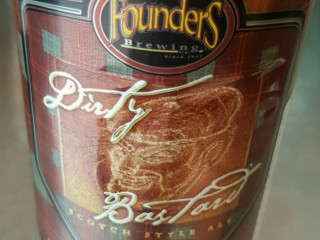 Founders
Brewing
Dirty
Bastard
SCOTCH STYLE ALE